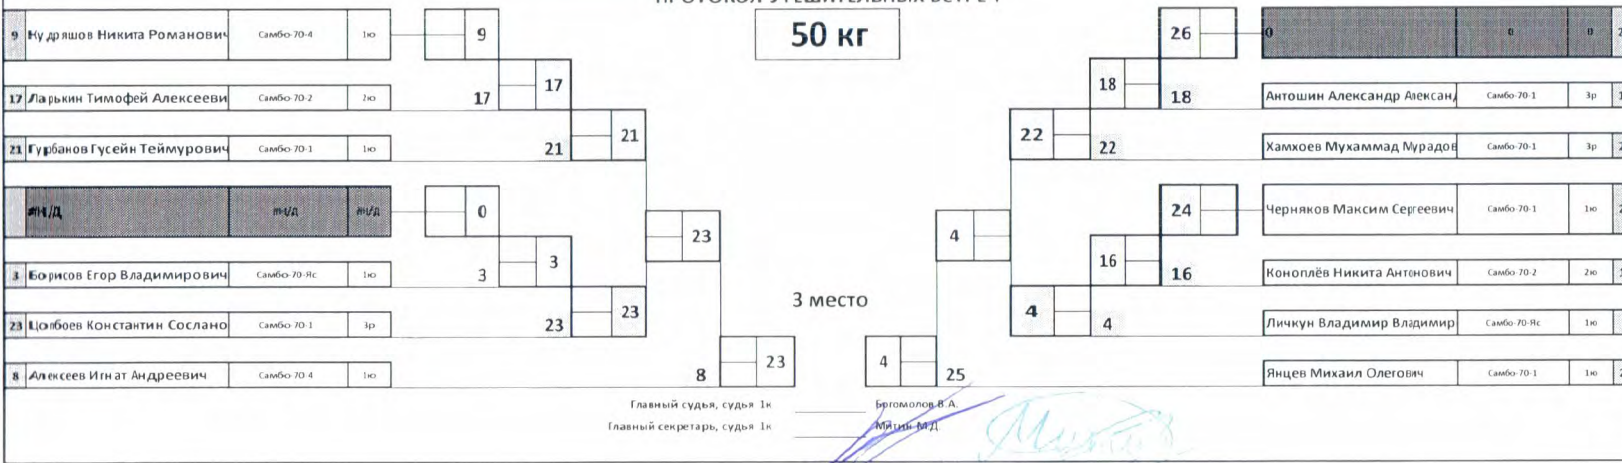 50 кг
9 Кудряшов Никита Романович Самбо-70-4 1ю 9
17 Ларькин Тимофей Алексееви Самбо-70-2 2ю 17 17
21 Гурбанов Гусейн Теймурович Самбо-70-1 1ю 21 21
#Н/Д #Н/Д #Н/Д 0
23
3 Борисов Егор Владимирович Самбо-70-Яс 1ю 3 3
23 Цопбоев Константин Сослано Самбо-70-1 3р 23 23
8 Алексеев Игнат Андреевич Самбо-70-4 1ю 8 23
26 0 0 0
18 18 Антошин Александр Алексан Самбо-70-1 3р
22 22 Хамхоев Мухаммад Мурадов Самбо-70-1 3р
24 Черняков Максим Сергеевич Самбо-70-1 1ю
4
16 16 Коноплёв Никита Антонович Самбо-70-2 2ю
3 место
4 4 Личкун Владимир Владимир Самбо-70-Яс 1ю
4 25 Янцев Михаил Олегович Самбо-70-1 1ю
Главный судья, судья 1к Богомолов В.А.
Главный секретарь, судья 1к Митин М.Д.